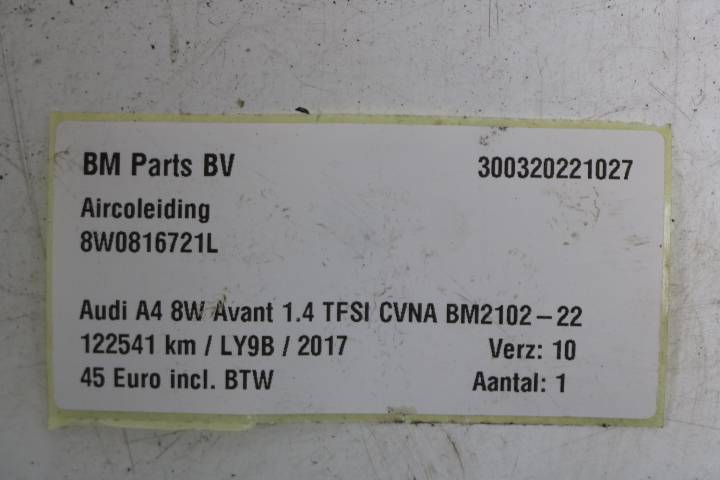 BM Parts BV 300320221027
Aircoleiding
8W0816721L
Audi A4 8W Avant 1.4 TFSI CVNA BM2102-22
122541 km / LY9B / 2017 Verz: 10
45 Euro incl. BTW Aantal: 1